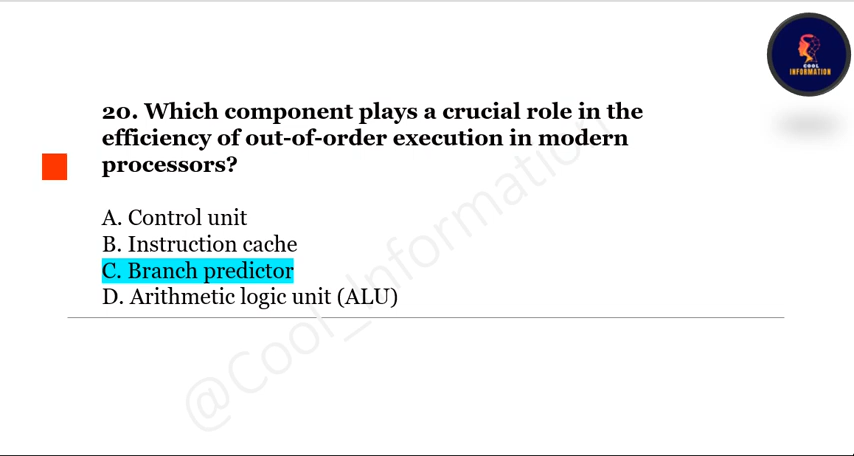 COOL
INFORMATION
20. Which component plays a crucial role in the
efficiency of out-of-order execution in modern
processors?
A. Control unit
B. Instruction cache
C. Branch predictor
D. Arithmetic logic unit (ALU)
@Cool_Information